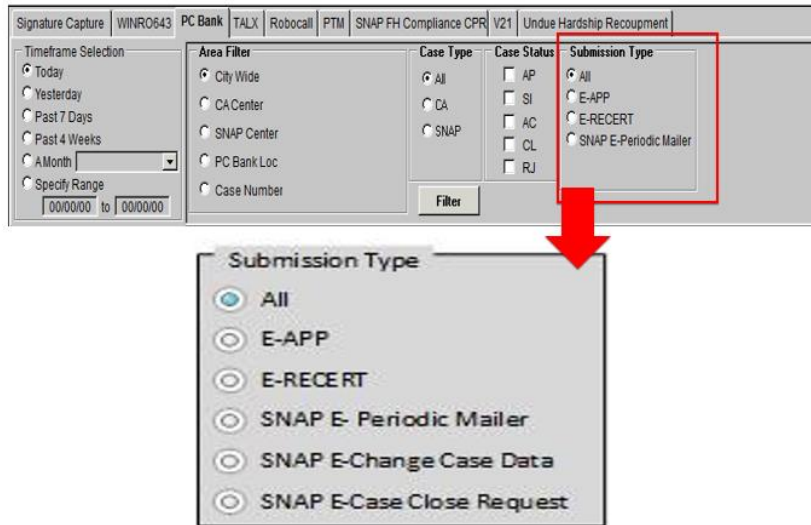 Signature Capture WINRO643 PC Bank TALX Robocall PTM SNAP FH Compliance CPR V21 Undue Hardship Recoupment
Timeframe Selection
Today
Yesterday
Past 7 Days
Past 4 Weeks
A Month
Specify Range
00/00/00 to 00/00/00
Area Filter
City Wide
CA Center
SNAP Center
PC Bank Loc
Case Number
Case Type
All
CA
SNAP
Filter
Case Status
AP
SI
AC
CL
RJ
Submission Type
All
E-APP
E-RECERT
SNAP E-Periodic Mailer
Submission Type
All
E-APP
E-RECERT
SNAP E- Periodic Mailer
SNAP E-Change Case Data
SNAP E-Case Close Request